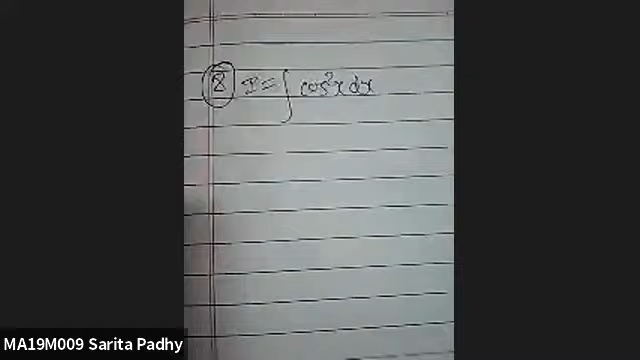 8 I = ∫ cos²x dx
MA19M009 Sarita Padhy